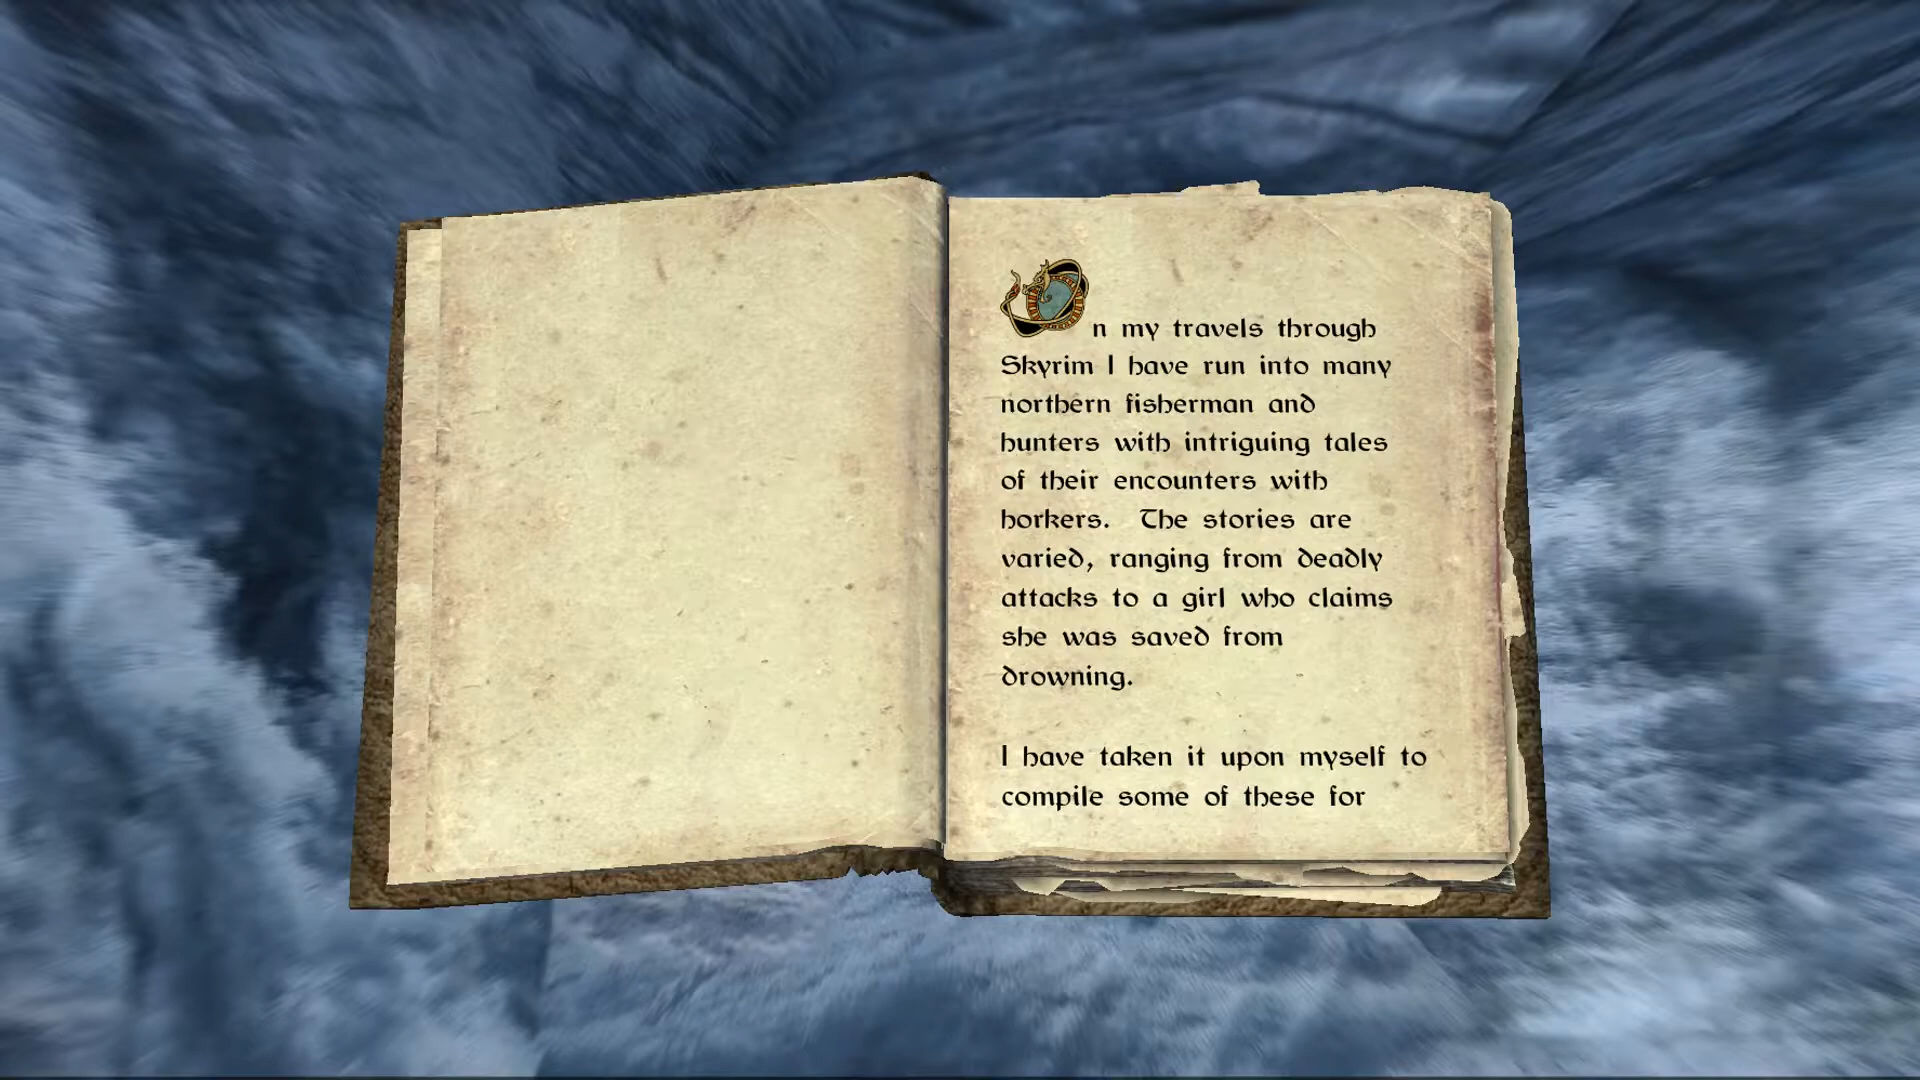 On my travels through
Skyrim I have run into many
northern fisherman and
hunters with intriguing tales
of their encounters with
horkers. The stories are
varied, ranging from deadly
attacks to a girl who claims
she was saved from
drowning.
I have taken it upon myself to
compile some of these for